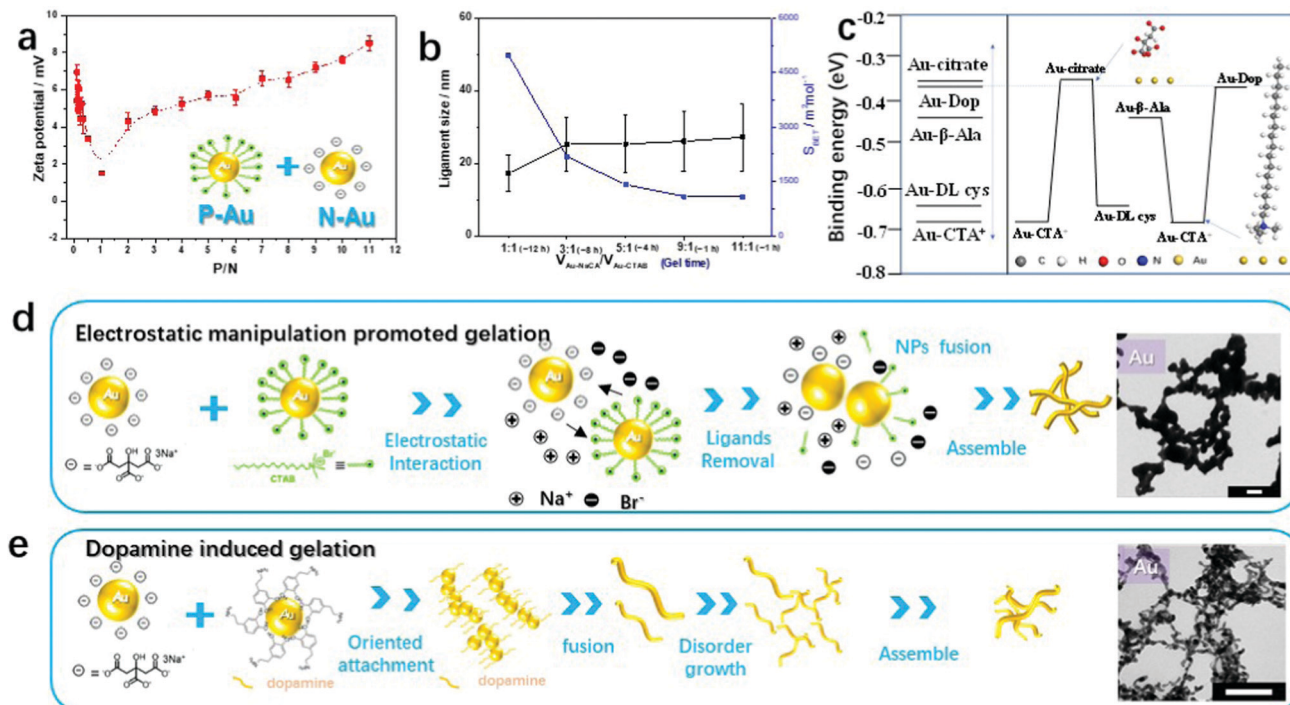 a
Zeta potential / mV
10
8
6
4
2
0
-2
0 1 2 3 4 5 6 7 8 9 10 11 12
P/N
Au
Au
P-Au
N-Au
b
Ligament size / nm
60
40
20
0
6000
4500
3000
1500
0
S_BET / m² mol⁻¹
1:1 (~12 h) 3:1 (~8 h) 5:1 (~4 h) 9:1 (~1 h) 11:1 (~1 h)
V_Au-NaCA/V_Au-CTAB (Gel time)
c
Binding energy (eV)
-0.2
-0.3
-0.4
-0.5
-0.6
-0.7
-0.8
Au-citrate
Au-Dop
Au-β-Ala
Au-DL cys
Au-CTA⁺
Au-citrate
Au-Dop
Au-β-Ala
Au-DL cys
Au-CTA⁺
Au-CTA⁺
C H O N Au
d
Electrostatic manipulation promoted gelation
Au
Au
CTAB
Br⁻
3Na⁺
OH
Electrostatic
Interaction
Au
Au
Na⁺
Br⁻
Ligands
Removal
NPs fusion
Assemble
Au
e
Dopamine induced gelation
Au
3Na⁺
OH
Au
dopamine
Oriented
attachment
dopamine
fusion
Disorder
growth
Assemble
Au